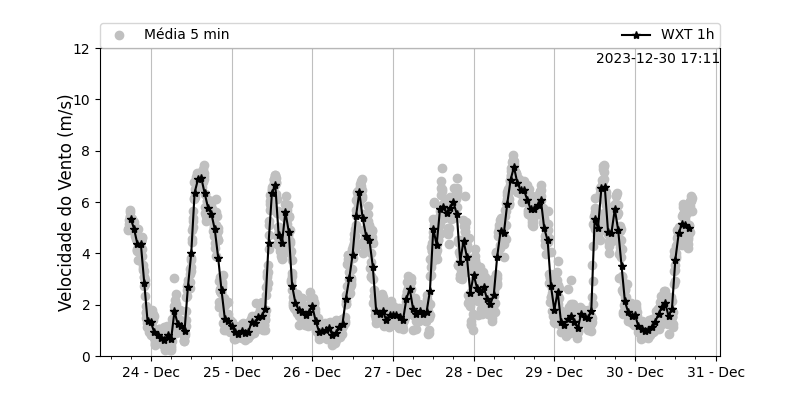 Média 5 min
WXT 1h
2023-12-30 17:11
Velocidade do Vento (m/s)
12
10
8
6
4
2
0
24 - Dec 25 - Dec 26 - Dec 27 - Dec 28 - Dec 29 - Dec 30 - Dec 31 - Dec